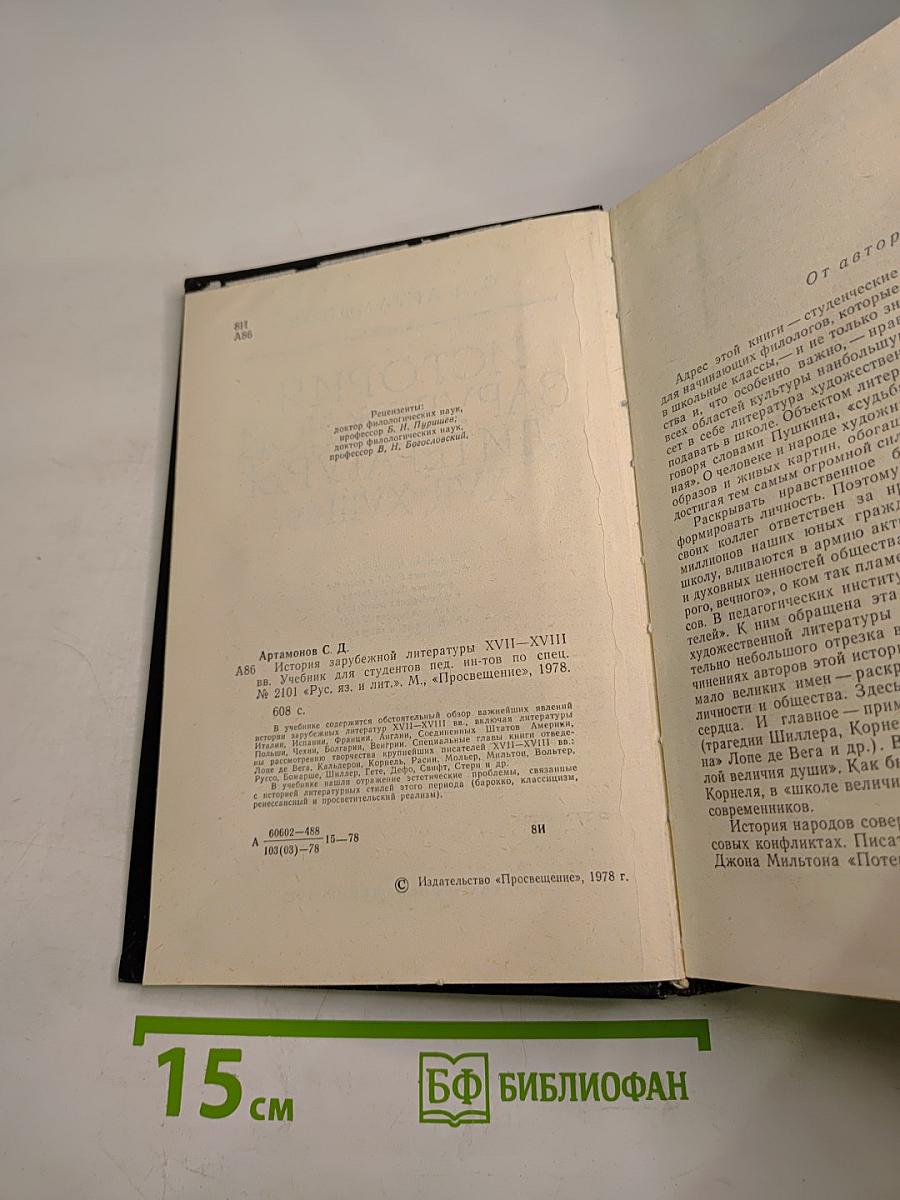 8И
А86
Рецензенты:
доктор филологических наук,
профессор Б. И. Пуришев;
доктор филологических наук,
профессор В. Н. Богословский.
Артамонов С. Д.
А86 История зарубежной литературы XVII—XVIII
вв. Учебник для студентов пед. ин-тов по спец.
№ 2101 «Рус. яз. и лит.». М., «Просвещение», 1978.
608 с.
В учебнике содержится обстоятельный обзор важнейших явлений
истории зарубежных литератур XVII—XVIII вв., включая литературы
Италии, Испании, Франции, Англии, Соединенных Штатов Америки,
Польши, Чехии, Болгарии, Венгрии. Специальные главы книги отведе-
ны рассмотрению творчества крупнейших писателей XVII—XVIII вв.:
Лопе де Вега, Кальдерон, Корнель, Расин, Мольер, Мильтон, Вольтер,
Руссо, Бомарше, Шиллер, Гете, Дефо, Свифт, Стерн и др.
В учебнике нашли отражение эстетические проблемы, связанные
с историей литературных стилей этого периода (барокко, классицизм,
ренессансный и просветительский реализм).
А 60602—488
103(03)—78 15—78 8И
© Издательство «Просвещение», 1978 г.
От автор
Адрес этой книги — студенческие
для начинающих филологов, которые
в школьные классы,— и не только зн
ства и, что особенно важно,— нрав
всех областей культуры наибольшу
сет в себе литература художествен
подавать в школе. Объектом литер
говоря словами Пушкина, «судьб
ная». О человеке и народе художн
образов и живых картин, обогащ
достигая тем самым огромной сил
Раскрывать нравственное б
формировать личность. Поэтому
своих коллег ответствен за нр
миллионов наших юных гражд
школу, вливаются в армию акт
и духовных ценностей общества
рого, вечного», о ком так пламе
сов. В педагогических институ
телей». К ним обращена эта
художественной литературы
тельно небольшого отрезка в
чинениях авторов этой истор
мало великих имен — раскр
личности и общества. Здесь
сердца. И главное — прим
(трагедии Шиллера, Корне
на» Лопе де Вега и др.). В
лой величия души». Как бы
Корнеля, в «школе величи
современников.
История народов совер
совых конфликтах. Писат
Джона Мильтона «Поте
15 см
БФ БИБЛИОФАН